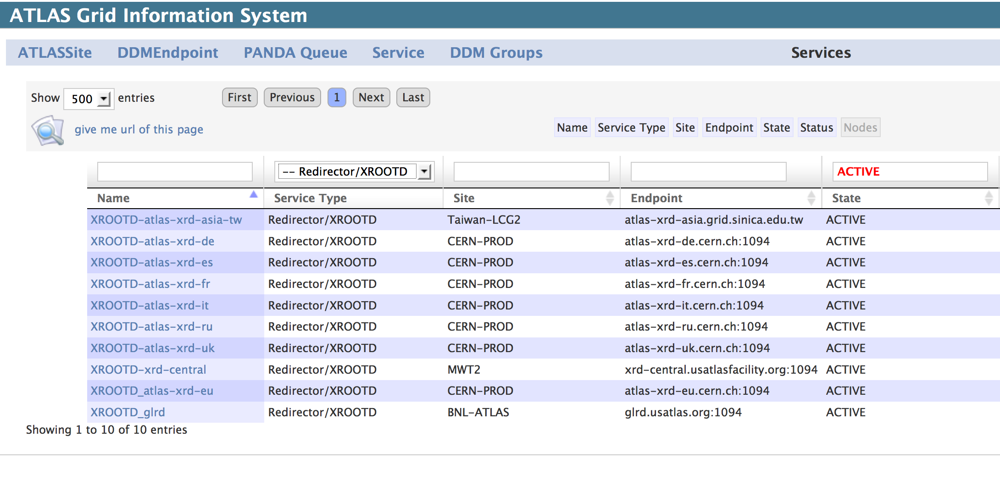 ATLAS Grid Information System
ATLASSite DDMEndpoint PANDA Queue Service DDM Groups Services
Show 500 entries First Previous 1 Next Last
give me url of this page Name Service Type Site Endpoint State Status Nodes
-- Redirector/XROOTD ACTIVE
Name Service Type Site Endpoint State
XROOTD-atlas-xrd-asia-tw Redirector/XROOTD Taiwan-LCG2 atlas-xrd-asia.grid.sinica.edu.tw ACTIVE
XROOTD-atlas-xrd-de Redirector/XROOTD CERN-PROD atlas-xrd-de.cern.ch:1094 ACTIVE
XROOTD-atlas-xrd-es Redirector/XROOTD CERN-PROD atlas-xrd-es.cern.ch:1094 ACTIVE
XROOTD-atlas-xrd-fr Redirector/XROOTD CERN-PROD atlas-xrd-fr.cern.ch:1094 ACTIVE
XROOTD-atlas-xrd-it Redirector/XROOTD CERN-PROD atlas-xrd-it.cern.ch:1094 ACTIVE
XROOTD-atlas-xrd-ru Redirector/XROOTD CERN-PROD atlas-xrd-ru.cern.ch:1094 ACTIVE
XROOTD-atlas-xrd-uk Redirector/XROOTD CERN-PROD atlas-xrd-uk.cern.ch:1094 ACTIVE
XROOTD-xrd-central Redirector/XROOTD MWT2 xrd-central.usatlasfacility.org:1094 ACTIVE
XROOTD_atlas-xrd-eu Redirector/XROOTD CERN-PROD atlas-xrd-eu.cern.ch:1094 ACTIVE
XROOTD_glrd Redirector/XROOTD BNL-ATLAS glrd.usatlas.org:1094 ACTIVE
Showing 1 to 10 of 10 entries